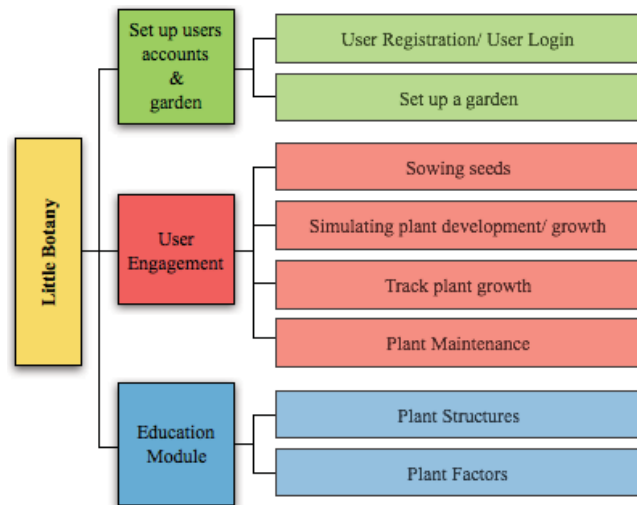 Little Botany
Set up users
accounts
&
garden
User Registration/ User Login
Set up a garden
User
Engagement
Sowing seeds
Simulating plant development/ growth
Track plant growth
Plant Maintenance
Education
Module
Plant Structures
Plant Factors